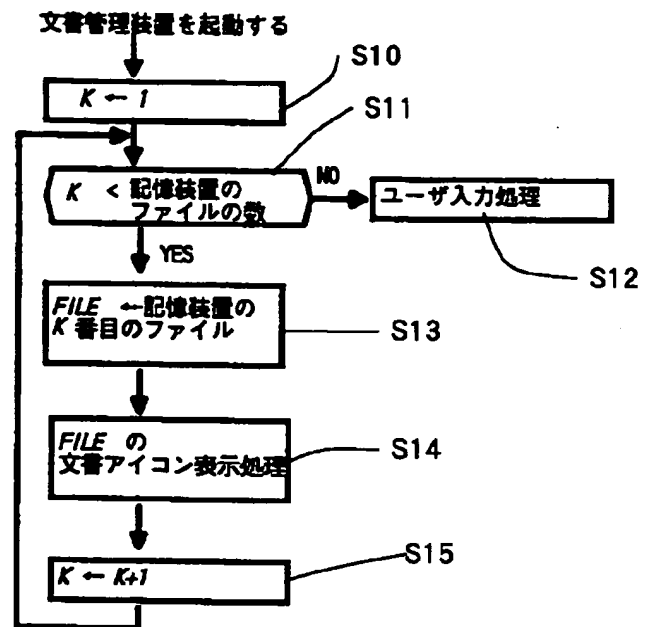 文書管理装置を起動する
S10
K ← 1
S11
K < 記憶装置の
ファイルの数
NO
ユーザ入力処理
S12
YES
FILE ←記憶装置の
K 番目のファイル
S13
FILE の
文書アイコン表示処理
S14
K ← K+1
S15